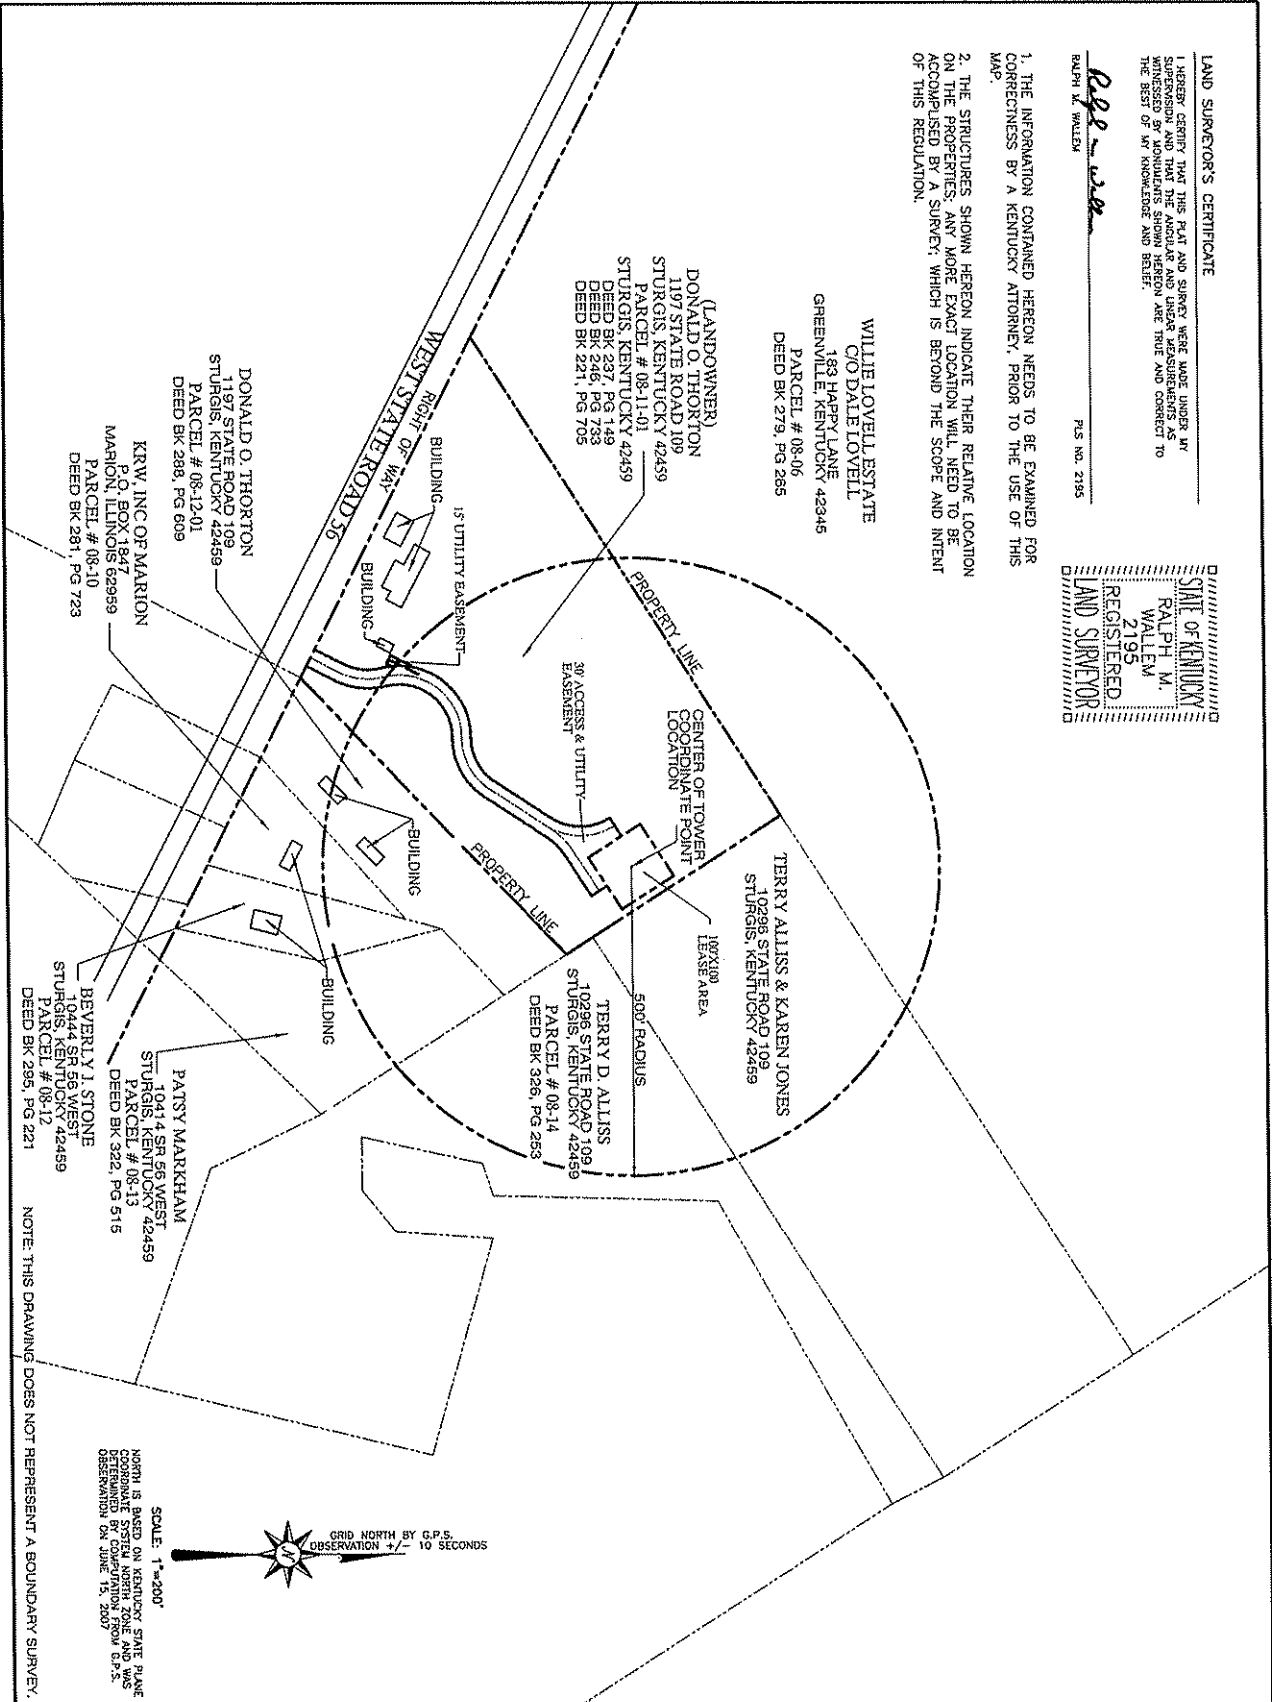 LAND SURVEYOR'S CERTIFICATE
I HEREBY CERTIFY THAT THIS PLAT AND SURVEY WERE MADE UNDER MY
SUPERVISION AND THAT THE ANGULAR AND LINEAR MEASUREMENTS AS
WITNESSED BY MONUMENTS SHOWN HEREON ARE TRUE AND CORRECT TO
THE BEST OF MY KNOWLEDGE AND BELIEF.
RALPH M. WALLEM
PLS NO. 2195
STATE OF KENTUCKY
RALPH M.
WALLEM
2195
REGISTERED
LAND SURVEYOR
1. THE INFORMATION CONTAINED HEREON NEEDS TO BE EXAMINED FOR
CORRECTNESS BY A KENTUCKY ATTORNEY, PRIOR TO THE USE OF THIS
MAP.
2. THE STRUCTURES SHOWN HEREON INDICATE THEIR RELATIVE LOCATION
ON THE PROPERTIES; ANY MORE EXACT LOCATION WILL NEED TO BE
ACCOMPLISED BY A SURVEY; WHICH IS BEYOND THE SCOPE AND INTENT
OF THIS REGULATION.
WILLIE LOVELL ESTATE
C/O DALE LOVELL
183 HAPPY LANE
GREENVILLE, KENTUCKY 42345
PARCEL # 08-06
DEED BK 279, PG 265
(LANDOWNER)
DONALD O. THORTON
1197 STATE ROAD 109
STURGIS, KENTUCKY 42459
PARCEL # 08-11-01
STURGIS, KENTUCKY 42459
DEED BK 237, PG 149
DEED BK 246, PG 733
DEED BK 221, PG 705
PROPERTY LINE
CENTER OF TOWER
COORDINATE POINT
LOCATION
TERRY ALLISS & KAREN JONES
10296 STATE ROAD 109
STURGIS, KENTUCKY 42459
100'X100'
LEASE AREA
500' RADIUS
30' ACCESS & UTILITY
EASEMENT
TERRY D. ALLISS
10296 STATE ROAD 109
STURGIS, KENTUCKY 42459
PARCEL # 08-14
DEED BK 326, PG 253
15' UTILITY EASEMENT
BUILDING
BUILDING
RIGHT OF WAY
WEST STATE ROAD 56
PROPERTY LINE
BUILDING
BUILDING
DONALD O. THORTON
1197 STATE ROAD 109
STURGIS, KENTUCKY 42459
PARCEL # 08-12-01
DEED BK 288, PG 609
KRW, INC OF MARION
P.O. BOX 1847
MARION, ILLINOIS 62959
PARCEL # 08-10
DEED BK 281, PG 723
PATSY MARKHAM
10414 SR 56 WEST
STURGIS, KENTUCKY 42459
PARCEL # 08-13
DEED BK 322, PG 515
BEVERLY J. STONE
10444 SR 56 WEST
STURGIS, KENTUCKY 42459
PARCEL # 08-12
DEED BK 295, PG 221
GRID NORTH BY G.P.S.
OBSERVATION +/- 10 SECONDS
N
SCALE: 1"=200'
NORTH IS BASED ON KENTUCKY STATE PLANE
COORDINATE SYSTEM NORTH ZONE AND WAS
DETERMINED BY COMPUTATION FROM G.P.S.
OBSERVATION ON JUNE 15, 2007
NOTE: THIS DRAWING DOES NOT REPRESENT A BOUNDARY SURVEY.